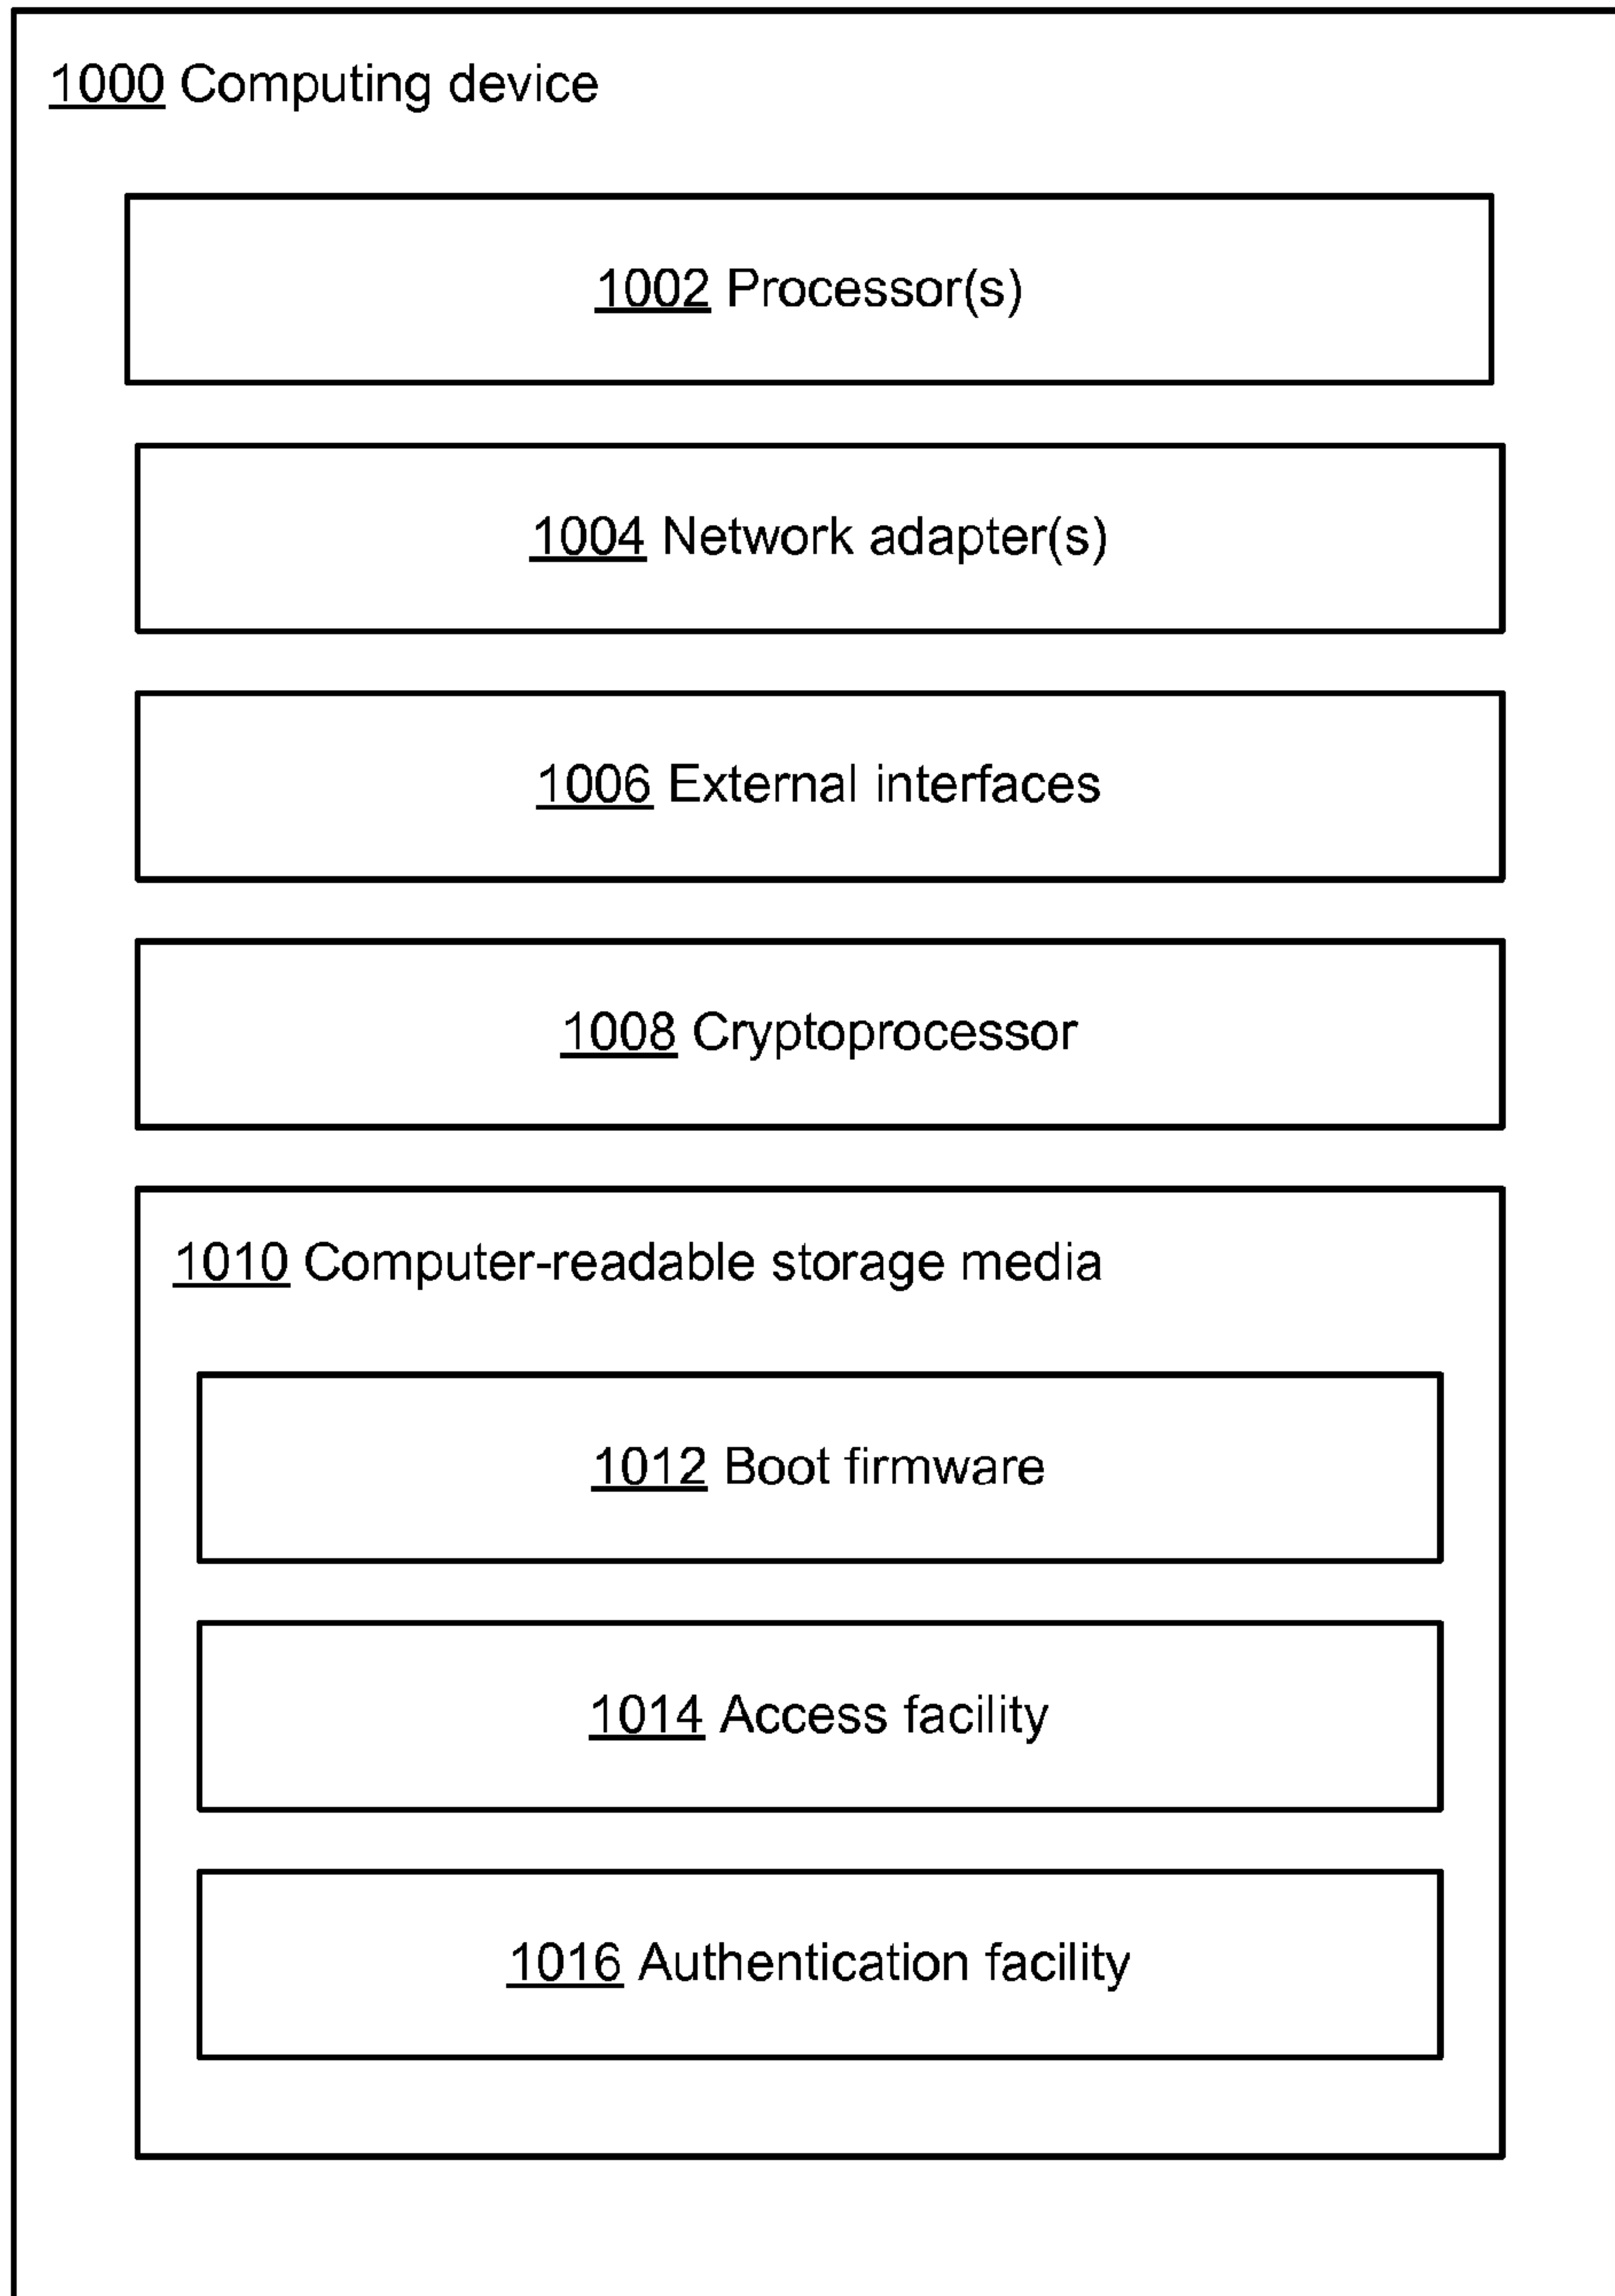 1000 Computing device
1002 Processor(s)
1004 Network adapter(s)
1006 External interfaces
1008 Cryptoprocessor
1010 Computer-readable storage media
1012 Boot firmware
1014 Access facility
1016 Authentication facility